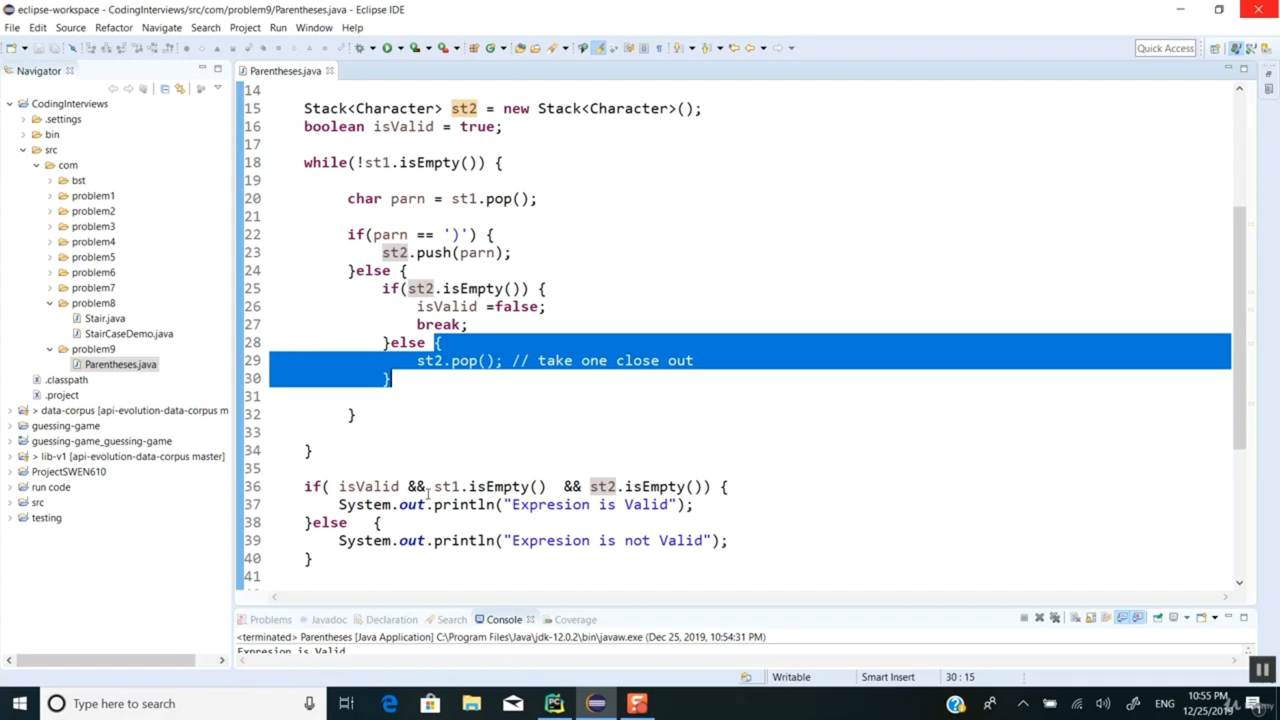 eclipse-workspace - CodingInterviews/src/com/problem9/Parentheses.java - Eclipse IDE
File Edit Source Refactor Navigate Search Project Run Window Help
Quick Access
Navigator
CodingInterviews
.settings
bin
src
com
bst
problem1
problem2
problem3
problem4
problem5
problem6
problem7
problem8
Stair.java
StairCaseDemo.java
problem9
Parentheses.java
.classpath
.project
> data-corpus [api-evolution-data-corpus m
guessing-game
guessing-game_guessing-game
> lib-v1 [api-evolution-data-corpus master]
ProjectSWEN610
run code
src
testing
Parentheses.java
14
15 Stack<Character> st2 = new Stack<Character>();
16 boolean isValid = true;
17
18 while(!st1.isEmpty()) {
19
20 char parn = st1.pop();
21
22 if(parn == ')') {
23 st2.push(parn);
24 }else {
25 if(st2.isEmpty()) {
26 isValid =false;
27 break;
28 }else {
29 st2.pop(); // take one close out
30 }
31
32 }
33
34 }
35
36 if( isValid && st1.isEmpty() && st2.isEmpty()) {
37 System.out.println("Expresion is Valid");
38 }else {
39 System.out.println("Expresion is not Valid");
40 }
41
Problems Javadoc Declaration Search Console Coverage
<terminated> Parentheses [Java Application] C:\Program Files\Java\jdk-12.0.2\bin\javaw.exe (Dec 25, 2019, 10:54:31 PM)
Expresion is Valid
Writable Smart Insert 30 : 15
Type here to search
ENG
10:55 PM
12/25/2019